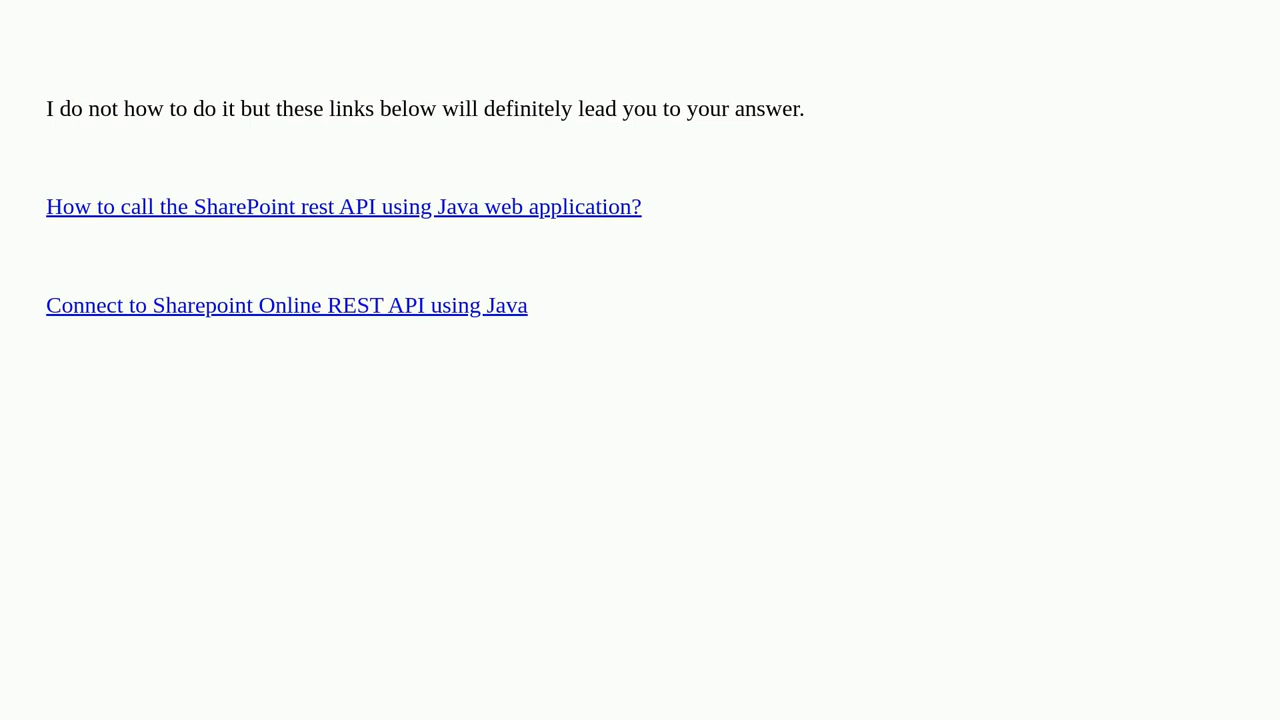 I do not how to do it but these links below will definitely lead you to your answer.
How to call the SharePoint rest API using Java web application?
Connect to Sharepoint Online REST API using Java